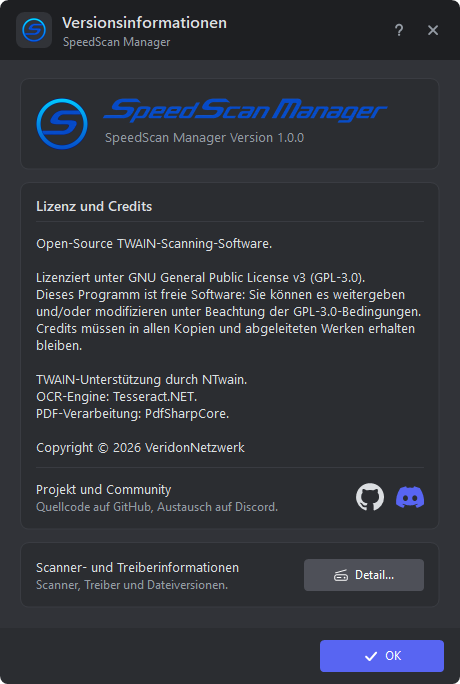 Versionsinformationen
SpeedScan Manager
?
SpeedScan Manager
SpeedScan Manager Version 1.0.0
Lizenz und Credits
Open-Source TWAIN-Scanning-Software.
Lizenziert unter GNU General Public License v3 (GPL-3.0).
Dieses Programm ist freie Software: Sie können es weitergeben
und/oder modifizieren unter Beachtung der GPL-3.0-Bedingungen.
Credits müssen in allen Kopien und abgeleiteten Werken erhalten
bleiben.
TWAIN-Unterstützung durch NTwain.
OCR-Engine: Tesseract.NET.
PDF-Verarbeitung: PdfSharpCore.
Copyright © 2026 VeridonNetzwerk
Projekt und Community
Quellcode auf GitHub, Austausch auf Discord.
Scanner- und Treiberinformationen
Scanner, Treiber und Dateiversionen.
Detail...
OK